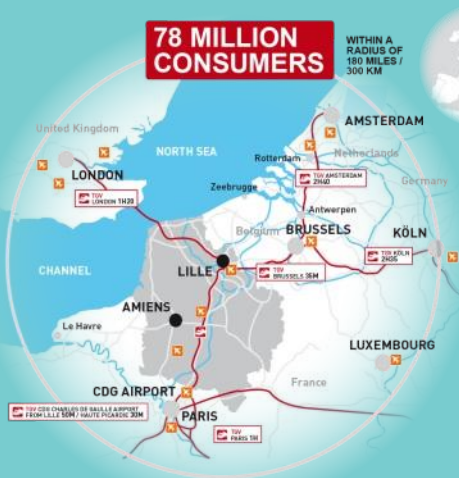 78 MILLION
CONSUMERS
WITHIN A
RADIUS OF
180 MILES /
300 KM
AMSTERDAM
United Kingdom
NORTH SEA
Rotterdam
Netherlands
LONDON
TGV
LONDON 1H20
TGV AMSTERDAM
2H40
Germany
Zeebrugge
Antwerpen
Belgium
BRUSSELS
KÖLN
CHANNEL
LILLE
TGV
BRUSSELS 35M
TGV KÖLN
2H35
AMIENS
Le Havre
LUXEMBOURG
CDG AIRPORT
France
TGV CDG CHARLES DE GAULLE AIRPORT
FROM LILLE 50M / HAUTE PICARDIE 30M
PARIS
TGV
PARIS 1H